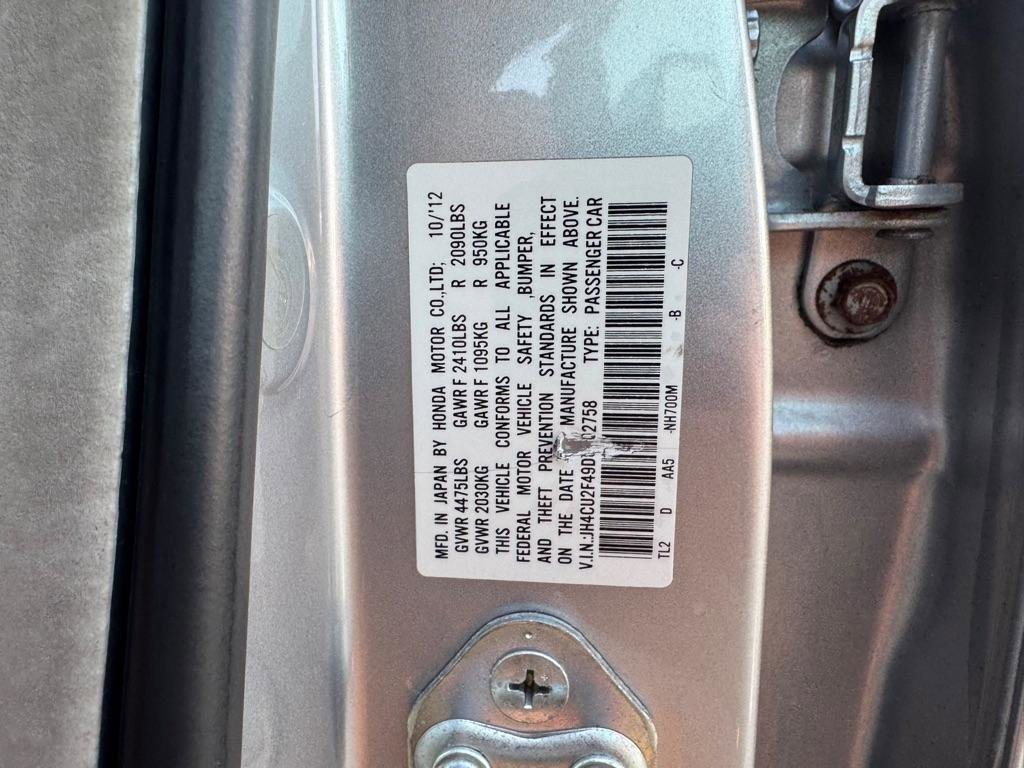 MFD. IN JAPAN BY HONDA MOTOR CO.,LTD; 10/'12
GVWR 4475LBS GAWR F 2410LBS R 2090LBS
GVWR 2030KG GAWR F 1095KG R 950KG
THIS VEHICLE CONFORMS TO ALL APPLICABLE
FEDERAL MOTOR VEHICLE SAFETY ,BUMPER,
AND THEFT PREVENTION STANDARDS IN EFFECT
ON THE DATE MANUFACTURE SHOWN ABOVE.
V.I.N.:JH4CU2F49D 02758 TYPE: PASSENGER CAR
TL2 D AA5 -NH700M -B -C